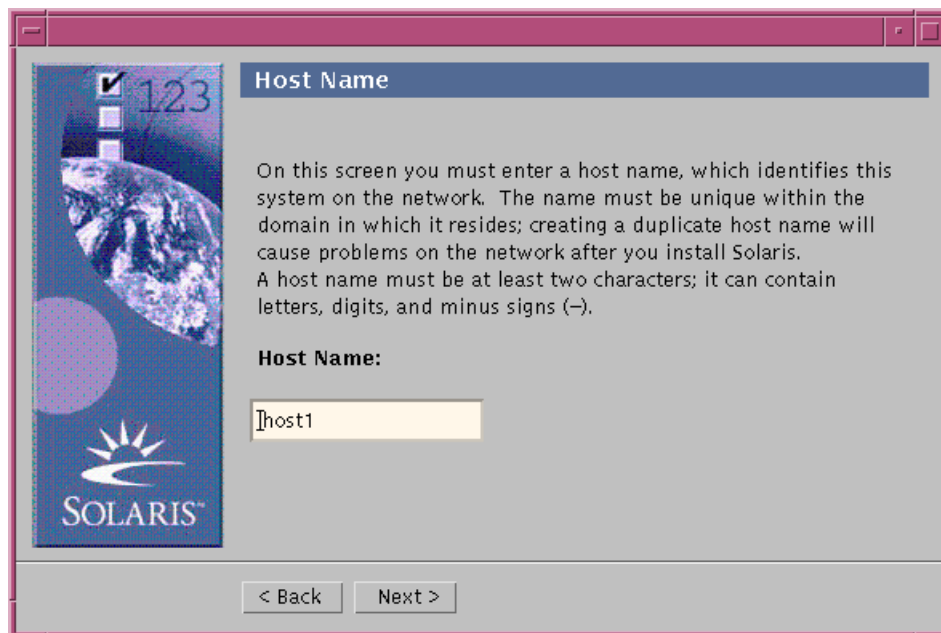 123
Host Name
On this screen you must enter a host name, which identifies this
system on the network.  The name must be unique within the
domain in which it resides; creating a duplicate host name will
cause problems on the network after you install Solaris.
A host name must be at least two characters; it can contain
letters, digits, and minus signs (−).
Host Name:
host1
SOLARIS™
< Back
Next >